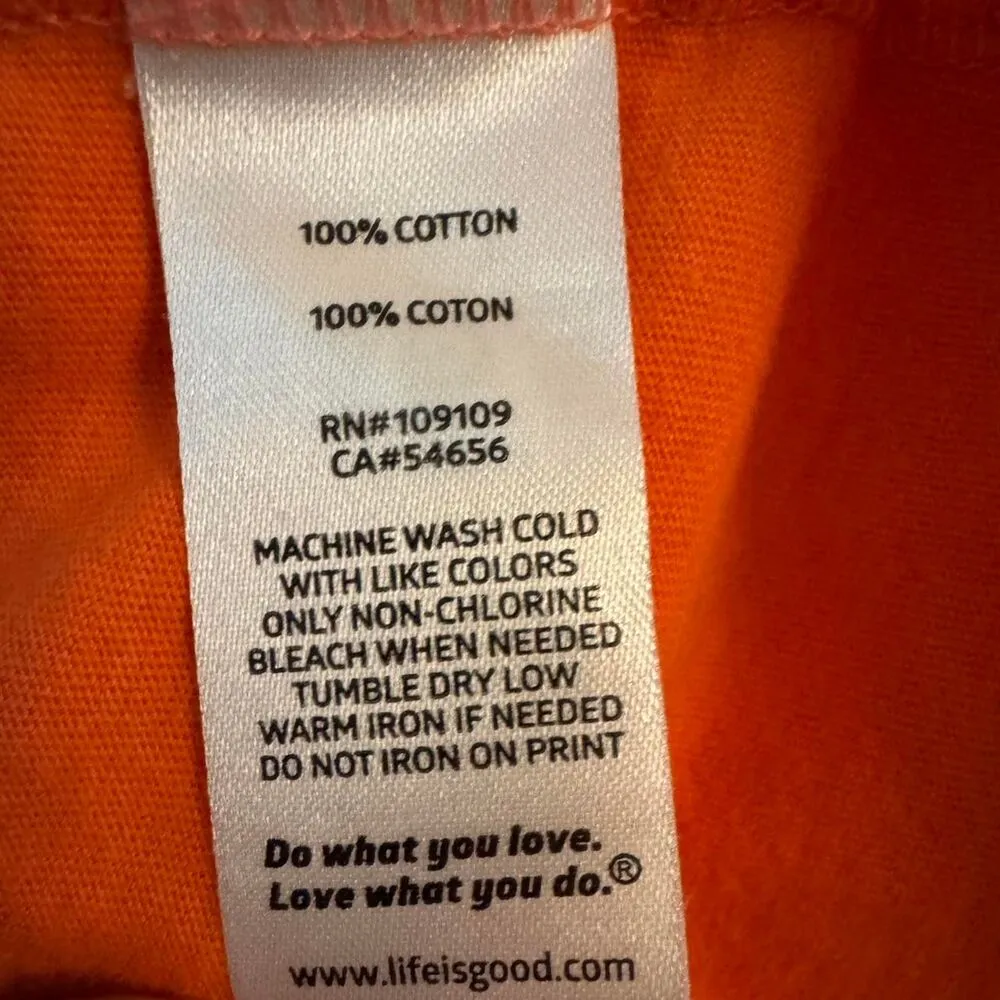 100% COTTON
100% COTON
RN#109109
CA#54656
MACHINE WASH COLD
WITH LIKE COLORS
ONLY NON-CHLORINE
BLEACH WHEN NEEDED
TUMBLE DRY LOW
WARM IRON IF NEEDED
DO NOT IRON ON PRINT
Do what you love.
Love what you do.®
www.lifeisgood.com